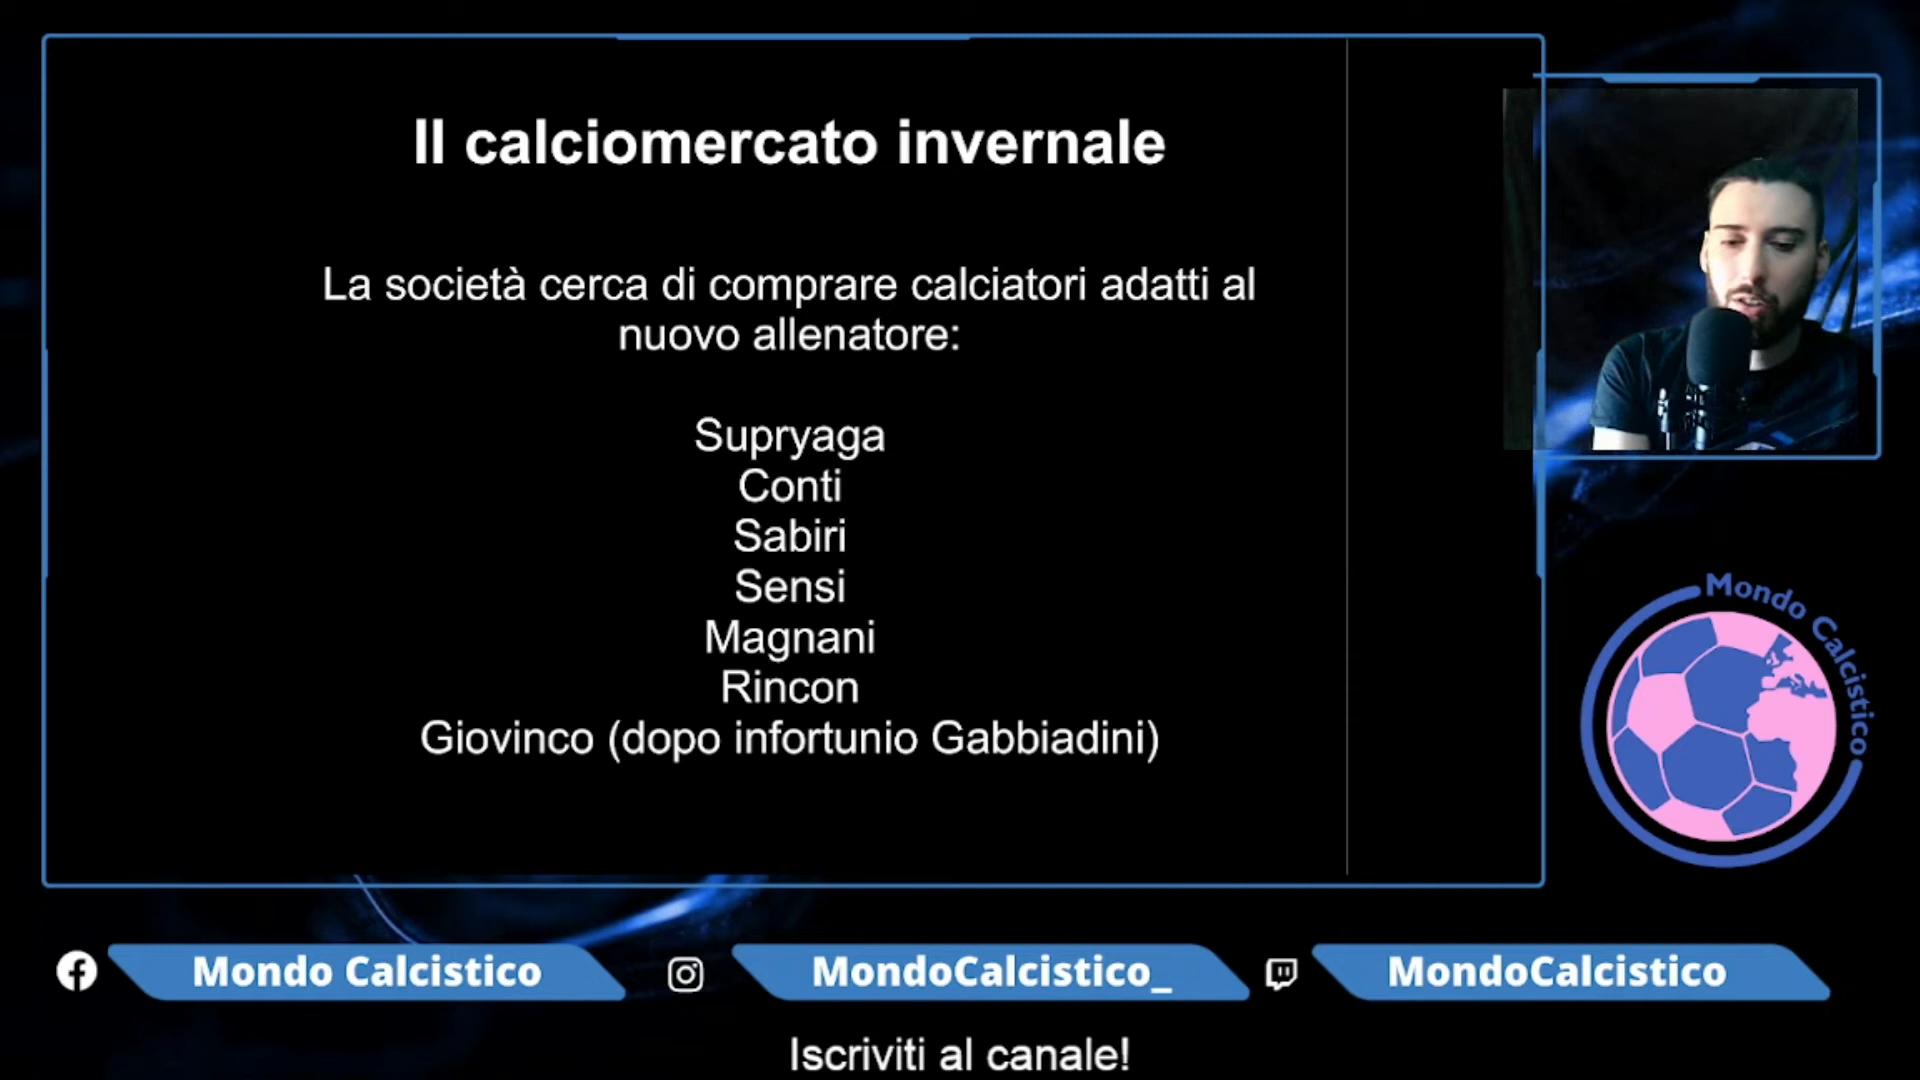 Il calciomercato invernale
La società cerca di comprare calciatori adatti al
nuovo allenatore:
Supryaga
Conti
Sabiri
Sensi
Magnani
Rincon
Giovinco (dopo infortunio Gabbiadini)
Mondo Calcistico
Mondo Calcistico
MondoCalcistico_
MondoCalcistico
Iscriviti al canale!